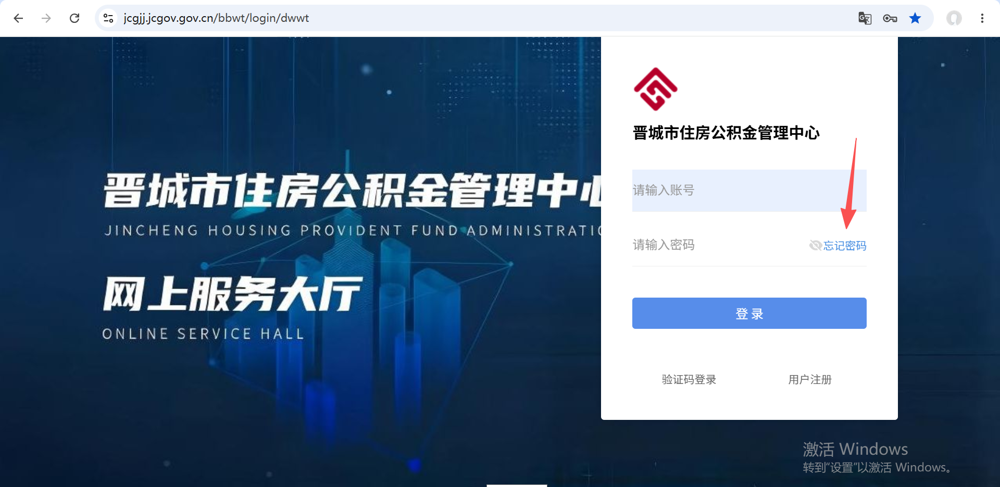 jcgjj.jcgov.gov.cn/bbwt/login/dwwt
晋城市住房公积金管理中心
JINCHENG HOUSING PROVIDENT FUND ADMINISTRATIO
网上服务大厅
ONLINE SERVICE HALL
晋城市住房公积金管理中心
请输入账号
请输入密码
忘记密码
登录
验证码登录
用户注册
激活 Windows
转到“设置”以激活 Windows。